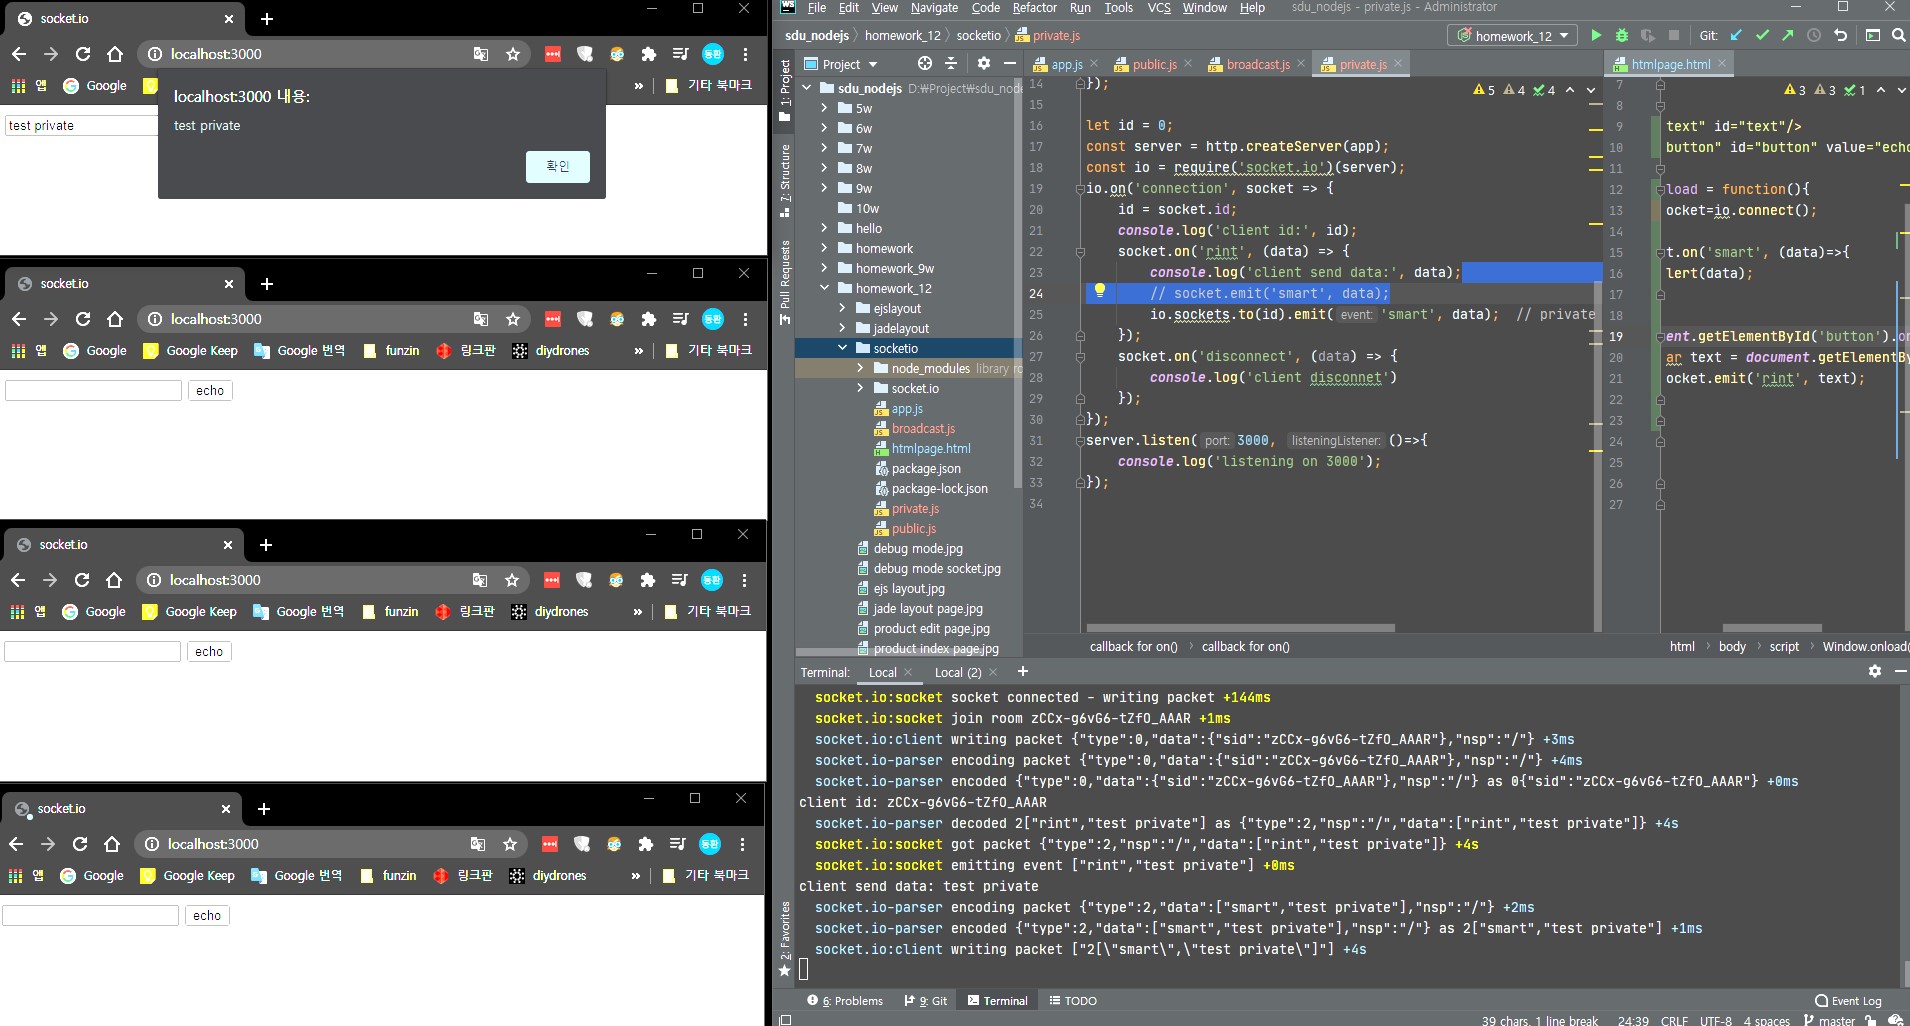 socket.io
localhost:3000
앱
Google
»
기타 북마크
localhost:3000 내용:
test private
확인
test private
socket.io
localhost:3000
동환
앱
Google
Google Keep
Google 번역
funzin
링크판
diydrones
»
기타 북마크
echo
socket.io
localhost:3000
동환
앱
Google
Google Keep
Google 번역
funzin
링크판
diydrones
»
기타 북마크
echo
socket.io
localhost:3000
동환
앱
Google
Google Keep
Google 번역
funzin
링크판
diydrones
»
기타 북마크
echo
WS File Edit View Navigate Code Refactor Run Tools VCS Window Help sdu_nodejs - private.js - Administrator
sdu_nodejs homework_12 socketio private.js
homework_12
Git:
1: Project
7: Structure
Pull Requests
2: Favorites
Project
sdu_nodejs D:₩Project₩sdu_node
5w
6w
7w
8w
9w
10w
hello
homework
homework_9w
homework_12
ejslayout
jadelayout
socketio
node_modules library ro
socket.io
app.js
broadcast.js
htmlpage.html
package.json
package-lock.json
private.js
public.js
debug mode.jpg
debug mode socket.jpg
ejs layout.jpg
jade layout page.jpg
product edit page.jpg
product index page.jpg
app.js public.js broadcast.js private.js
5 4 4
14 });
15
16 let id = 0;
17 const server = http.createServer(app);
18 const io = require('socket.io')(server);
19 io.on('connection', socket => {
20 id = socket.id;
21 console.log('client id:', id);
22 socket.on('rint', (data) => {
23 console.log('client send data:', data);
24 // socket.emit('smart', data);
25 io.sockets.to(id).emit( event: 'smart', data); // private
26 });
27 socket.on('disconnect', (data) => {
28 console.log('client disconnet')
29 });
30 });
31 server.listen( port: 3000, listeningListener: ()=>{
32 console.log('listening on 3000');
33 });
34
callback for on() callback for on()
htmlpage.html
3 3 1
7
8
9 text" id="text"/>
10 button" id="button" value="echo
11
12 load = function(){
13 ocket=io.connect();
14
15 t.on('smart', (data)=>{
16 lert(data);
17
18
19 ent.getElementById('button').on
20 ar text = document.getElementBy
21 ocket.emit('rint', text);
22
23
24
25
26
27
html body script Window.onload(
Terminal: Local Local (2) +
socket.io:socket socket connected - writing packet +144ms
socket.io:socket join room zCCx-g6vG6-tZfO_AAAR +1ms
socket.io:client writing packet {"type":0,"data":{"sid":"zCCx-g6vG6-tZfO_AAAR"},"nsp":"/"} +3ms
socket.io-parser encoding packet {"type":0,"data":{"sid":"zCCx-g6vG6-tZfO_AAAR"},"nsp":"/"} +4ms
socket.io-parser encoded {"type":0,"data":{"sid":"zCCx-g6vG6-tZfO_AAAR"},"nsp":"/"} as 0{"sid":"zCCx-g6vG6-tZfO_AAAR"} +0ms
client id: zCCx-g6vG6-tZfO_AAAR
socket.io-parser decoded 2["rint","test private"] as {"type":2,"nsp":"/","data":["rint","test private"]} +4s
socket.io:socket got packet {"type":2,"nsp":"/","data":["rint","test private"]} +4s
socket.io:socket emitting event ["rint","test private"] +0ms
client send data: test private
socket.io-parser encoding packet {"type":2,"data":["smart","test private"],"nsp":"/"} +2ms
socket.io-parser encoded {"type":2,"data":["smart","test private"],"nsp":"/"} as 2["smart","test private"] +1ms
socket.io:client writing packet ["2[\"smart\",\"test private\"]"] +4s
6: Problems 9: Git Terminal TODO Event Log
39 chars, 1 line break 24:39 CRLF UTF-8 4 spaces master